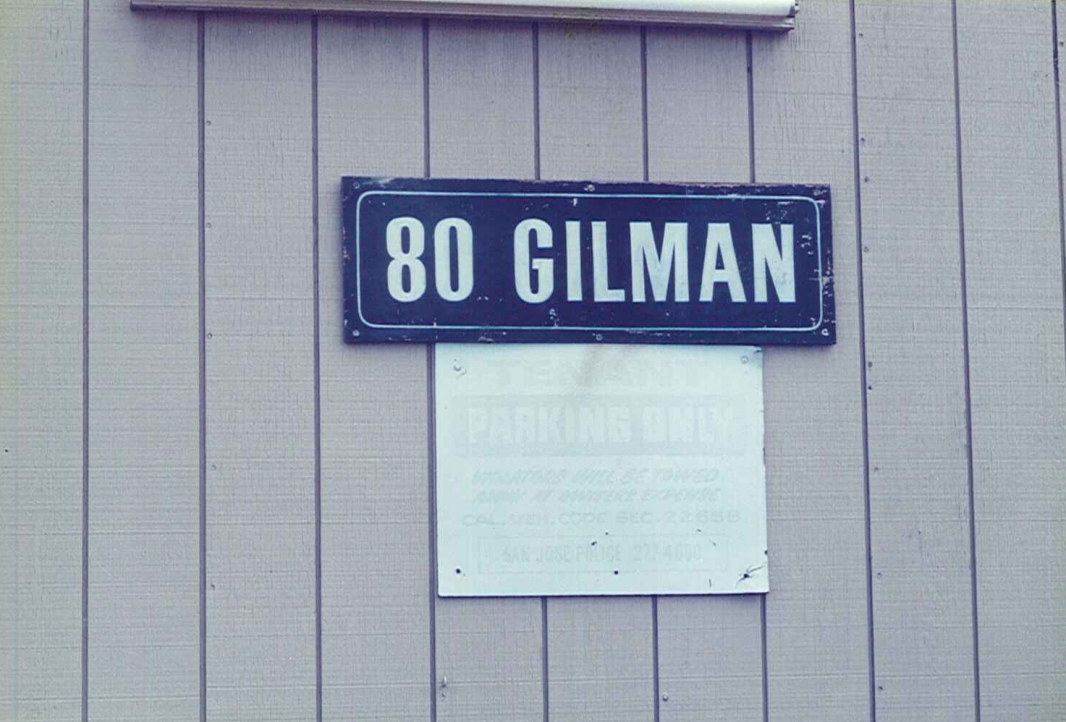 80 GILMAN
TENANT
PARKING ONLY
VIOLATORS WILL BE TOWED
AWAY AT OWNERS EXPENSE
CAL. VEH. CODE SEC. 22658
SAN JOSE POLICE 277-4000